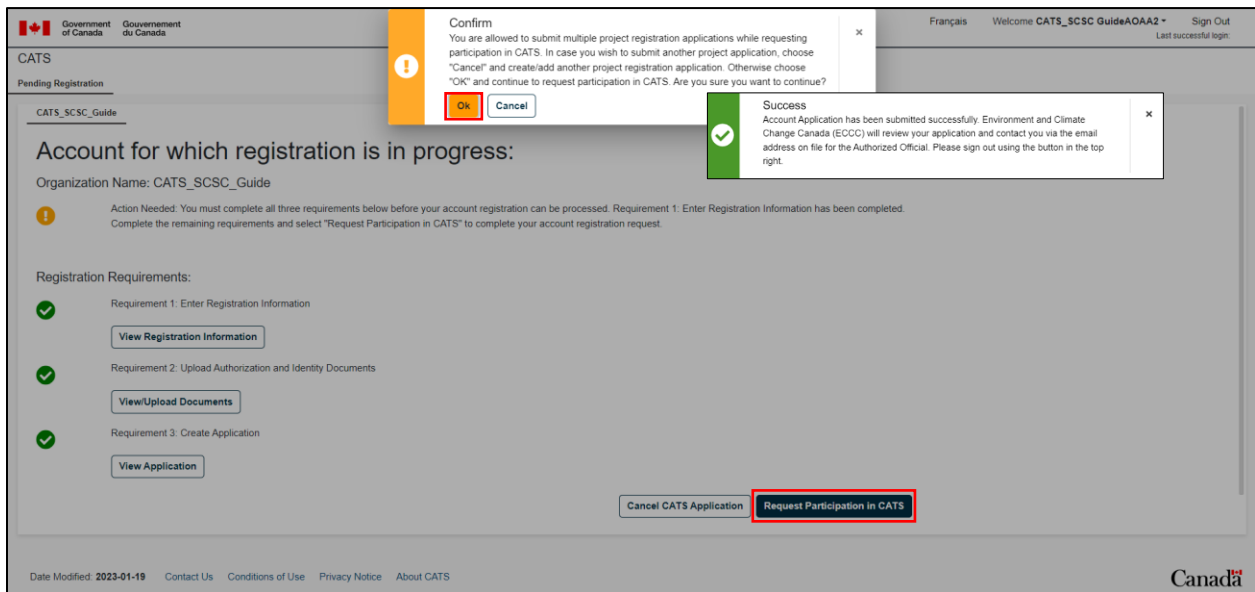 Government of Canada
Gouvernement du Canada
Français
Welcome CATS_SCSC GuideAOAA2
Sign Out
Last successful login:
CATS
Pending Registration
Confirm
You are allowed to submit multiple project registration applications while requesting
participation in CATS. In case you wish to submit another project application, choose
"Cancel" and create/add another project registration application. Otherwise choose
"OK" and continue to request participation in CATS. Are you sure you want to continue?
Ok
Cancel
×
Success
Account Application has been submitted successfully. Environment and Climate
Change Canada (ECCC) will review your application and contact you via the email
address on file for the Authorized Official. Please sign out using the button in the top
right.
×
CATS_SCSC_Guide
Account for which registration is in progress:
Organization Name: CATS_SCSC_Guide
Action Needed: You must complete all three requirements below before your account registration can be processed. Requirement 1: Enter Registration Information has been completed.
Complete the remaining requirements and select "Request Participation in CATS" to complete your account registration request.
Registration Requirements:
Requirement 1: Enter Registration Information
View Registration Information
Requirement 2: Upload Authorization and Identity Documents
View/Upload Documents
Requirement 3: Create Application
View Application
Cancel CATS Application
Request Participation in CATS
Date Modified: 2023-01-19
Contact Us
Conditions of Use
Privacy Notice
About CATS
Canada